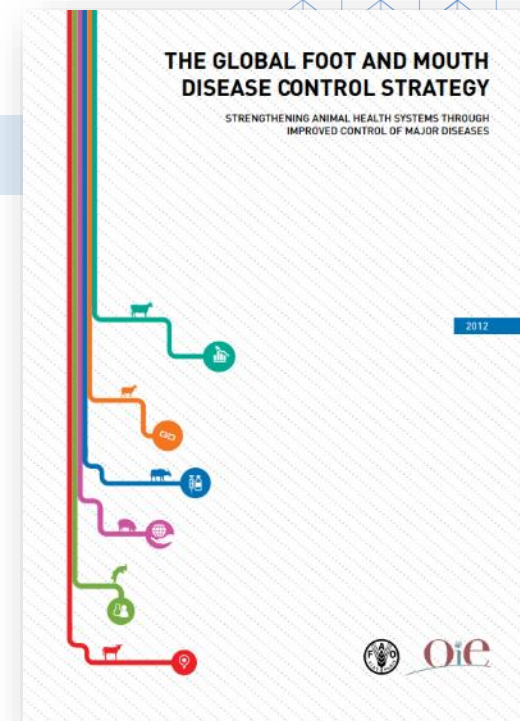 THE GLOBAL FOOT AND MOUTH
DISEASE CONTROL STRATEGY
STRENGTHENING ANIMAL HEALTH SYSTEMS THROUGH
IMPROVED CONTROL OF MAJOR DISEASES
2012
FAO
Oie